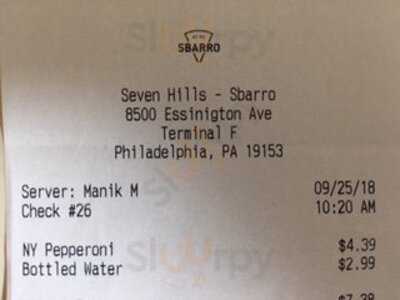 SBARRO
Seven Hills - Sbarro
8500 Essinigton Ave
Terminal F
Philadelphia, PA 19153
Server: Manik M 09/25/18
Check #26 10:20 AM
NY Pepperoni $4.39
Bottled Water $2.99